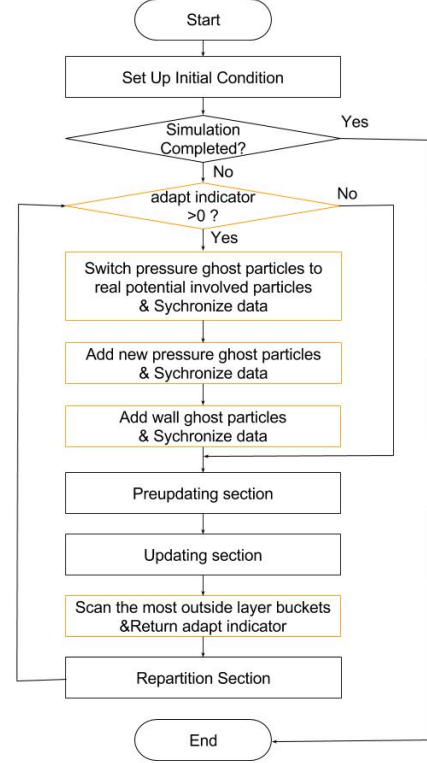 Start
Set Up Initial Condition
Simulation
Completed?
Yes
No
adapt indicator
>0 ?
No
Yes
Switch pressure ghost particles to
real potential involved particles
& Sychronize data
Add new pressure ghost particles
& Sychronize data
Add wall ghost particles
& Sychronize data
Preupdating section
Updating section
Scan the most outside layer buckets
&Return adapt indicator
Repartition Section
End